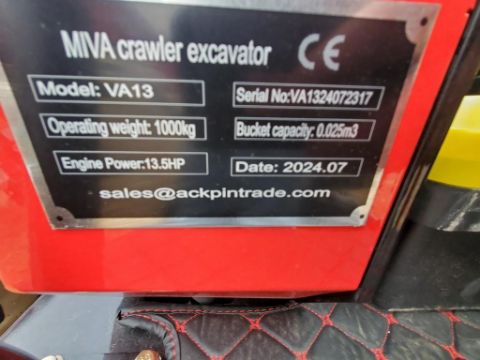 MIVA crawler excavator CE
Model: VA13 Serial No:VA1324072317
Operating weight: 1000kg Bucket capacity: 0.025m3
Engine Power:13.5HP Date: 2024.07
sales@ackpintrade.com